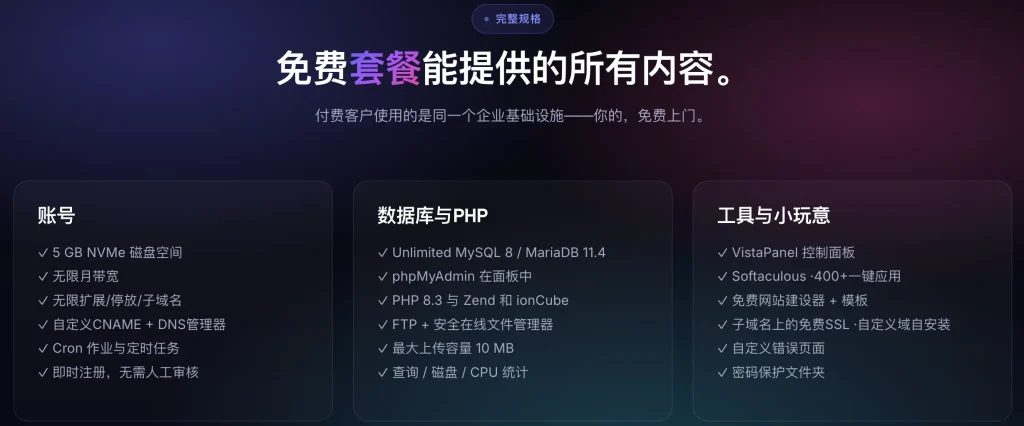 完整规格
免费套餐能提供的所有内容。
付费客户使用的是同一个企业基础设施——你的，免费上门。
账号
✓ 5 GB NVMe 磁盘空间
✓ 无限月带宽
✓ 无限扩展/停放/子域名
✓ 自定义CNAME + DNS管理器
✓ Cron 作业与定时任务
✓ 即时注册，无需人工审核
数据库与PHP
✓ Unlimited MySQL 8 / MariaDB 11.4
✓ phpMyAdmin 在面板中
✓ PHP 8.3 与 Zend 和 ionCube
✓ FTP + 安全在线文件管理器
✓ 最大上传容量 10 MB
✓ 查询 / 磁盘 / CPU 统计
工具与小玩意
✓ VistaPanel 控制面板
✓ Softaculous ·400+一键应用
✓ 免费网站建设器 + 模板
✓ 子域名上的免费SSL ·自定义域自安装
✓ 自定义错误页面
✓ 密码保护文件夹